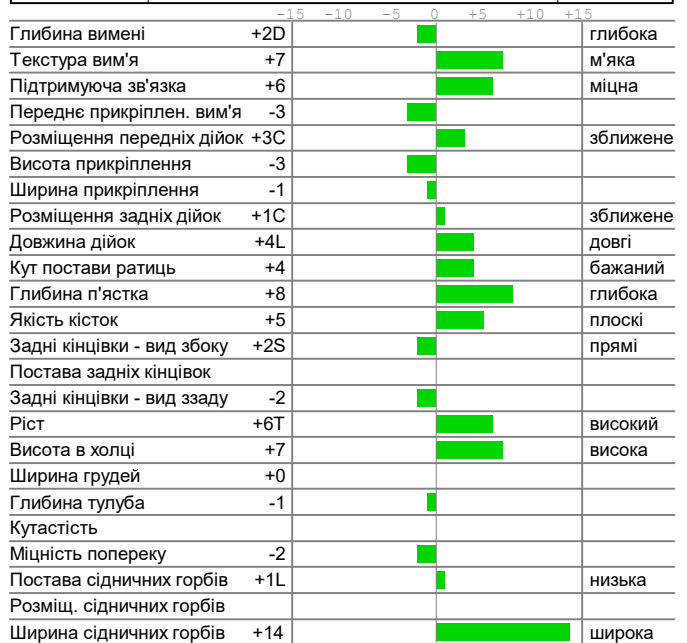 -15 -10 -5 0 +5 +10 +15
Глибина вимені +2D глибока
Текстура вим'я +7 м'яка
Підтримуюча зв'язка +6 міцна
Переднє прикріплен. вим'я -3
Розміщення передніх дійок +3C зближене
Висота прикріплення -3
Ширина прикріплення -1
Розміщення задніх дійок +1C зближене
Довжина дійок +4L довгі
Кут постави ратиць +4 бажаний
Глибина п'ястка +8 глибока
Якість кісток +5 плоскі
Задні кінцівки - вид збоку +2S прямі
Постава задніх кінцівок
Задні кінцівки - вид ззаду -2
Ріст +6T високий
Висота в холці +7 висока
Ширина грудей +0
Глибина тулуба -1
Кутастість
Міцність попереку -2
Постава сідничних горбів +1L низька
Розміщ. сідничних горбів
Ширина сідничних горбів +14 широка